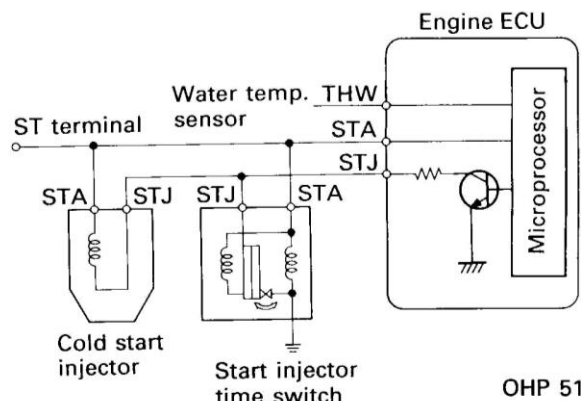 Engine ECU
Water temp.
sensor
THW
ST terminal
STA
STJ
Microprocessor
STA
STJ
STJ
STA
Cold start
injector
Start injector
time switch
OHP 51